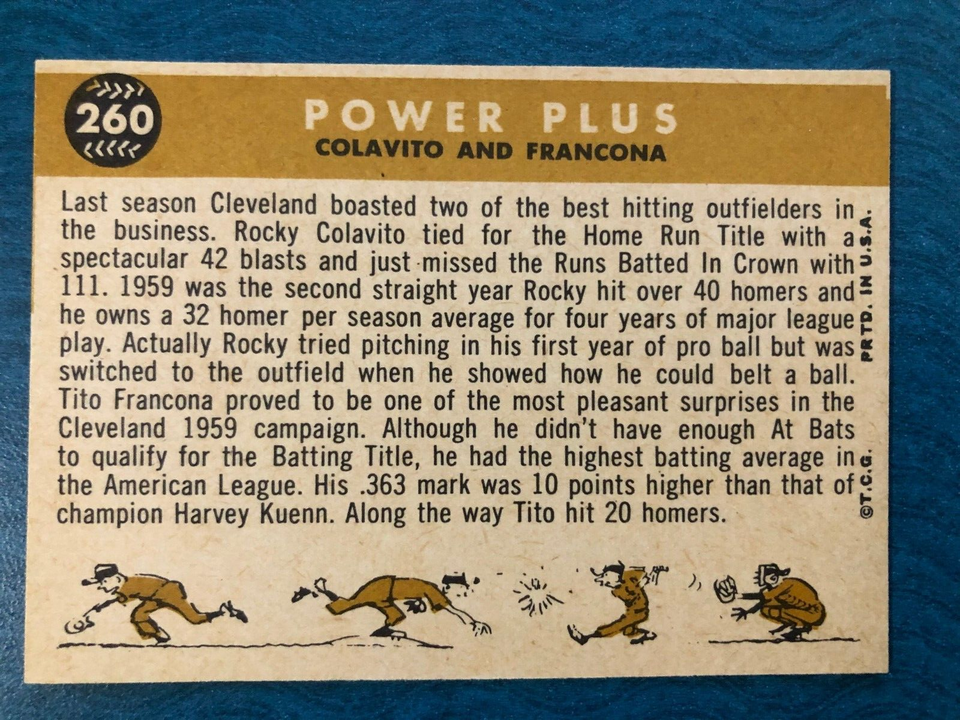 260
POWER PLUS
COLAVITO AND FRANCONA
Last season Cleveland boasted two of the best hitting outfielders in
the business. Rocky Colavito tied for the Home Run Title with a
spectacular 42 blasts and just missed the Runs Batted In Crown with
111. 1959 was the second straight year Rocky hit over 40 homers and
he owns a 32 homer per season average for four years of major league
play. Actually Rocky tried pitching in his first year of pro ball but was
switched to the outfield when he showed how he could belt a ball.
Tito Francona proved to be one of the most pleasant surprises in the
Cleveland 1959 campaign. Although he didn't have enough At Bats
to qualify for the Batting Title, he had the highest batting average in
the American League. His .363 mark was 10 points higher than that of
champion Harvey Kuenn. Along the way Tito hit 20 homers.
©T.C.G. PRTD. IN U.S.A.